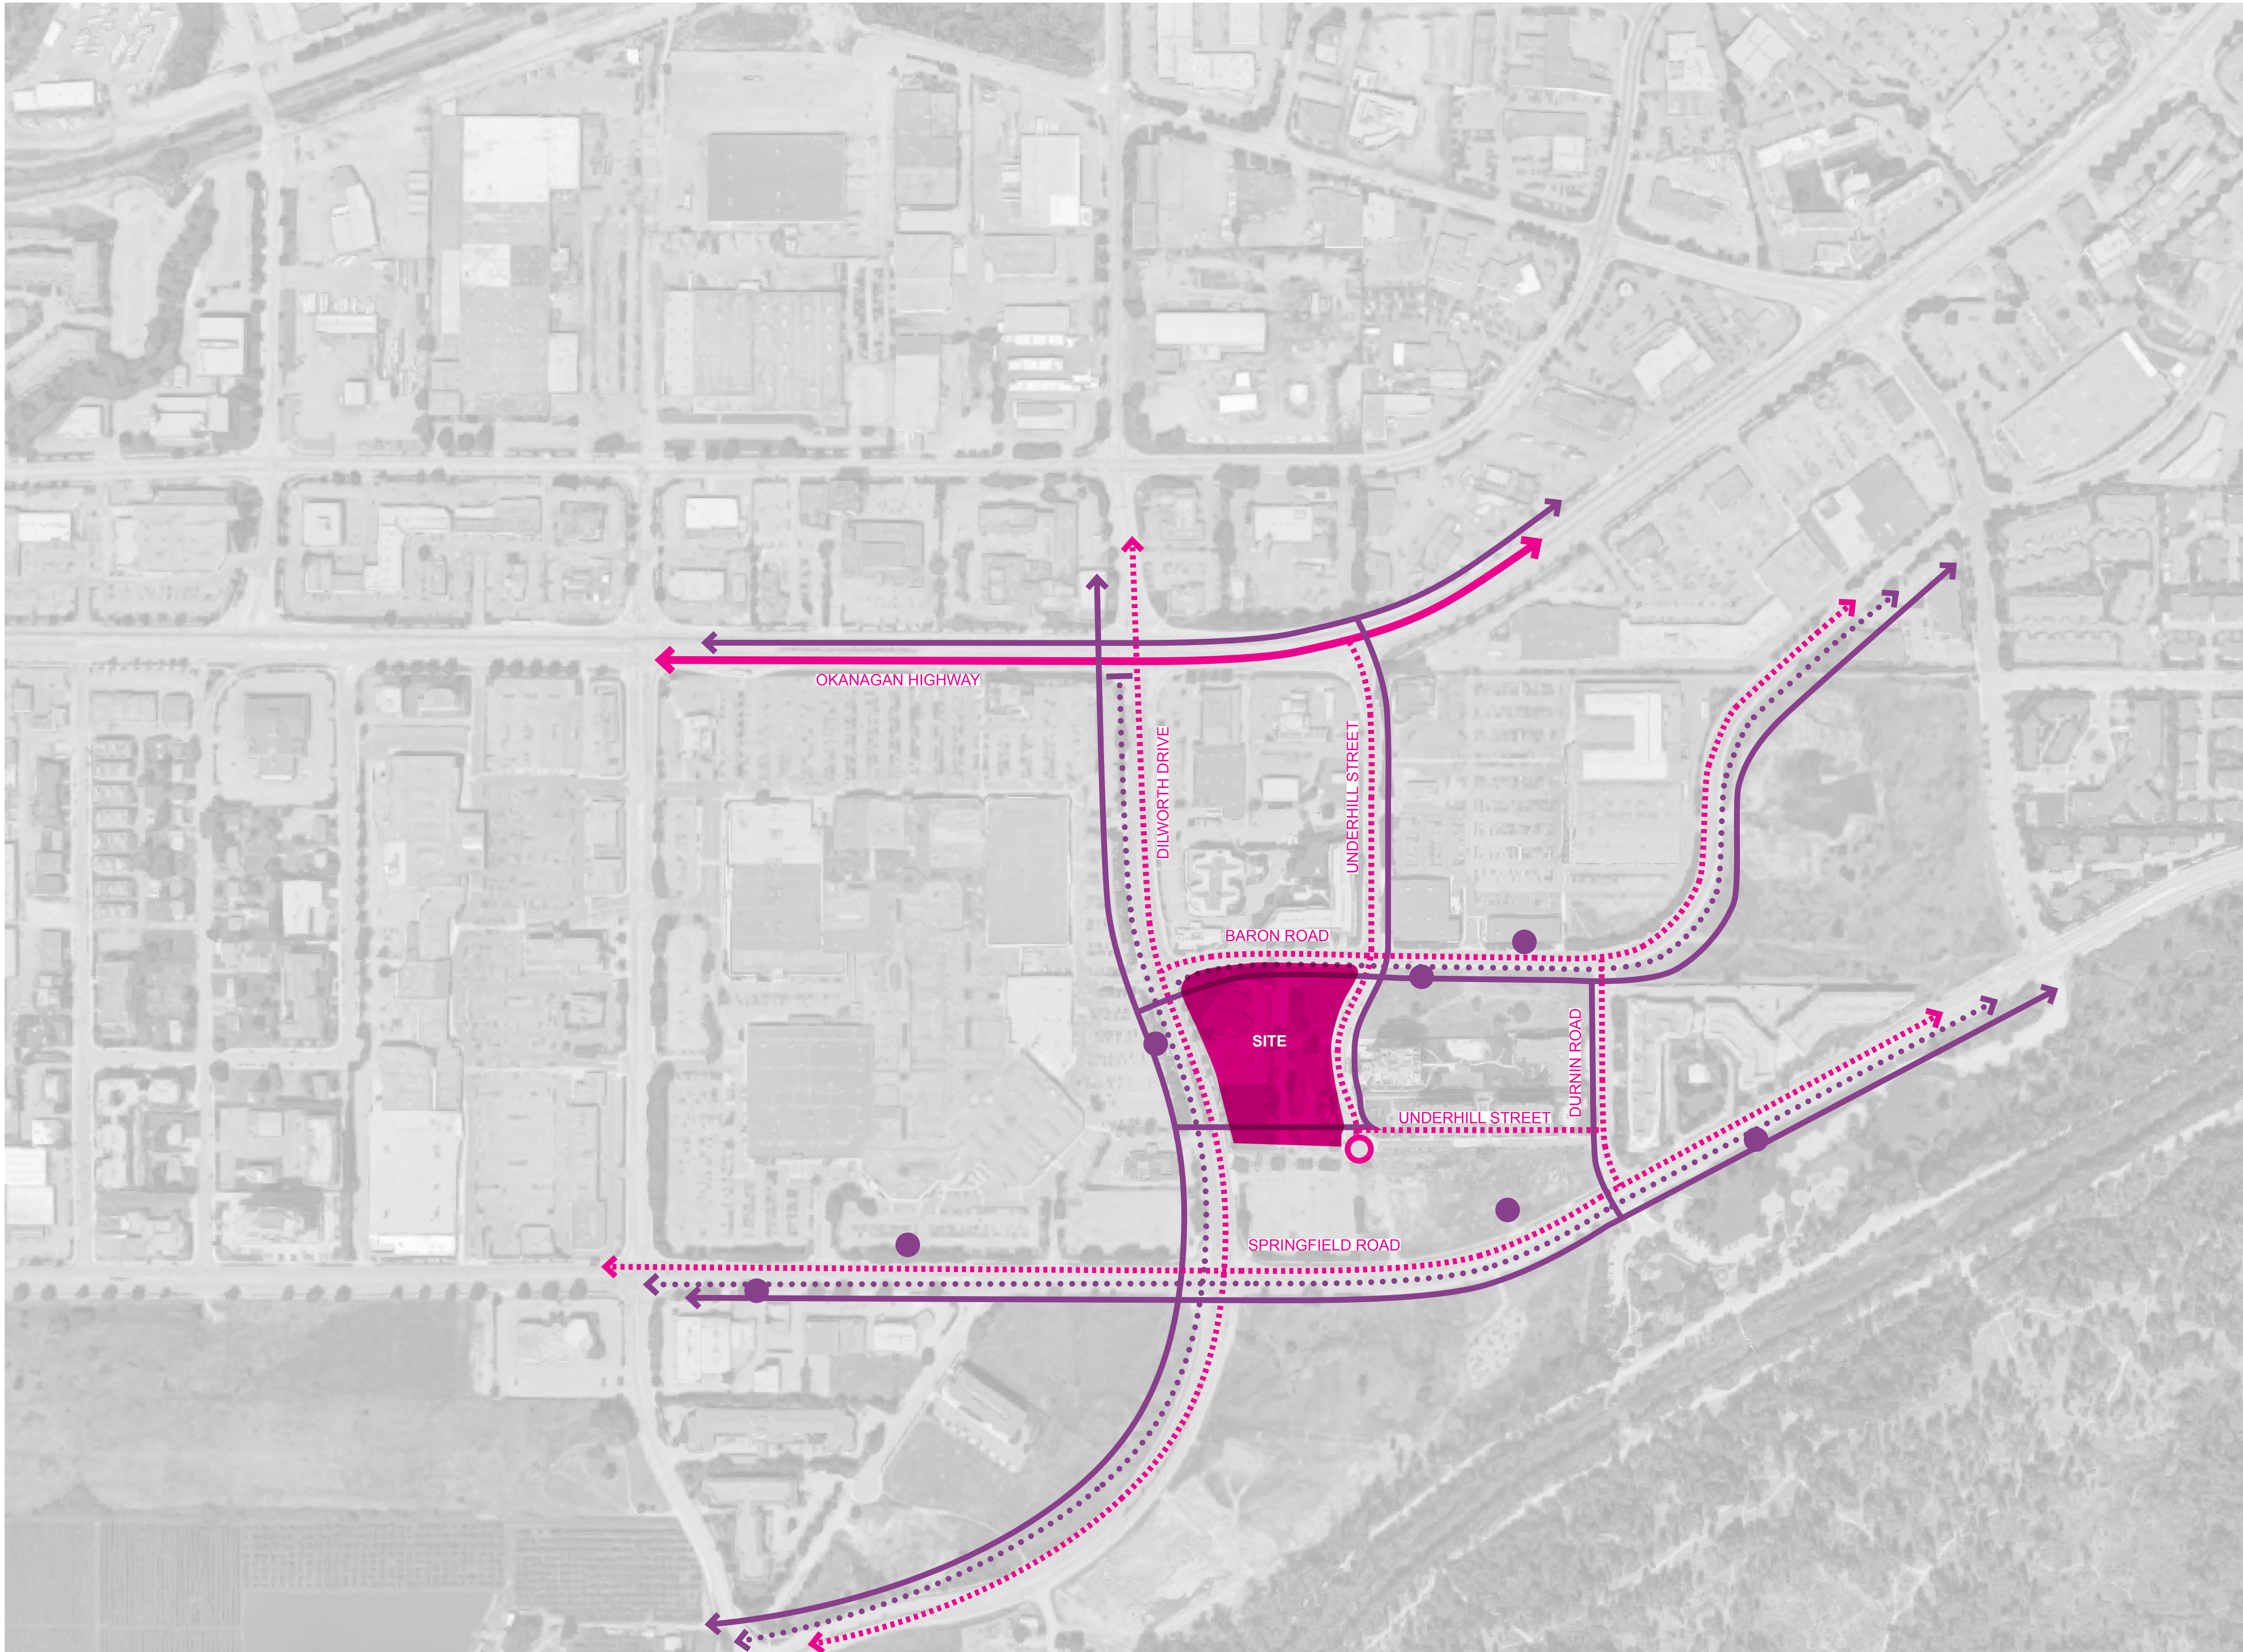 OKANAGAN HIGHWAY
DILWORTH DRIVE
UNDERHILL STREET
BARON ROAD
SITE
DURNIN ROAD
UNDERHILL STREET
SPRINGFIELD ROAD